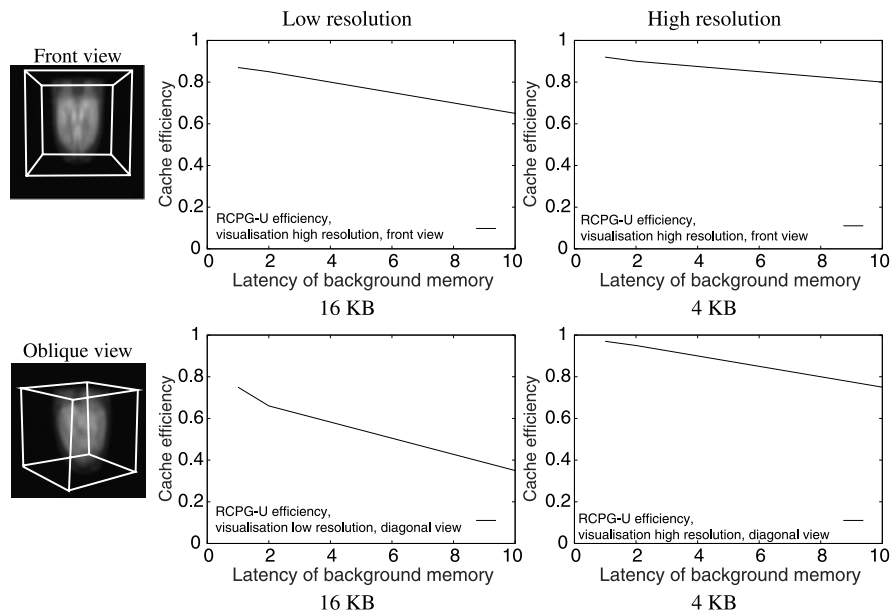 Low resolution
High resolution
Front view
Cache efficiency
1
0.8
0.6
0.4
0.2
0
RCPG-U efficiency,
visualisation high resolution, front view
0 2 4 6 8 10
Latency of background memory
16 KB
Cache efficiency
1
0.8
0.6
0.4
0.2
0
RCPG-U efficiency,
visualisation high resolution, front view
0 2 4 6 8 10
Latency of background memory
4 KB
Oblique view
Cache efficiency
1
0.8
0.6
0.4
0.2
0
RCPG-U efficiency,
visualisation low resolution, diagonal view
0 2 4 6 8 10
Latency of background memory
16 KB
Cache efficiency
1
0.8
0.6
0.4
0.2
0
RCPG-U efficiency,
visualisation high resolution, diagonal view
0 2 4 6 8 10
Latency of background memory
4 KB